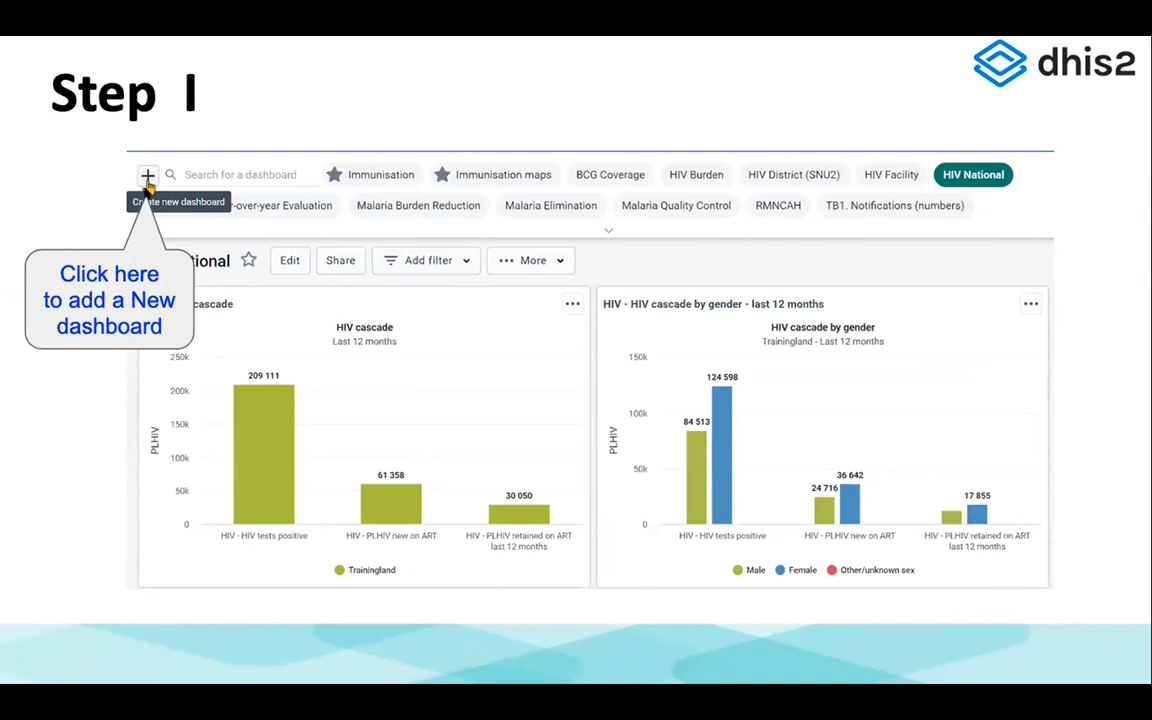 dhis2
Step 1
Search for a dashboard
Immunisation
Immunisation maps
BCG Coverage
HIV Burden
HIV District (SNU2)
HIV Facility
HIV National
new dashboard
-over-year Evaluation
Malaria Burden Reduction
Malaria Elimination
Malaria Quality Control
RMNCAH
TB1. Notifications (numbers)
Click here
to add a New
dashboard
Edit
Share
Add filter
More
cascade
HIV cascade
Last 12 months
250k
200k
150k
100k
50k
0
PLHIV
209 111
61 358
30 050
HIV - HIV tests positive
HIV - PLHIV new on ART
HIV - PLHIV retained on ART
last 12 months
Trainingland
HIV - HIV cascade by gender - last 12 months
HIV cascade by gender
Trainingland - Last 12 months
150k
100k
50k
0
PLHIV
84 513
124 598
24 716
36 642
17 855
HIV - HIV tests positive
HIV - PLHIV new on ART
HIV - PLHIV retained on ART
last 12 months
Male
Female
Other/unknown sex